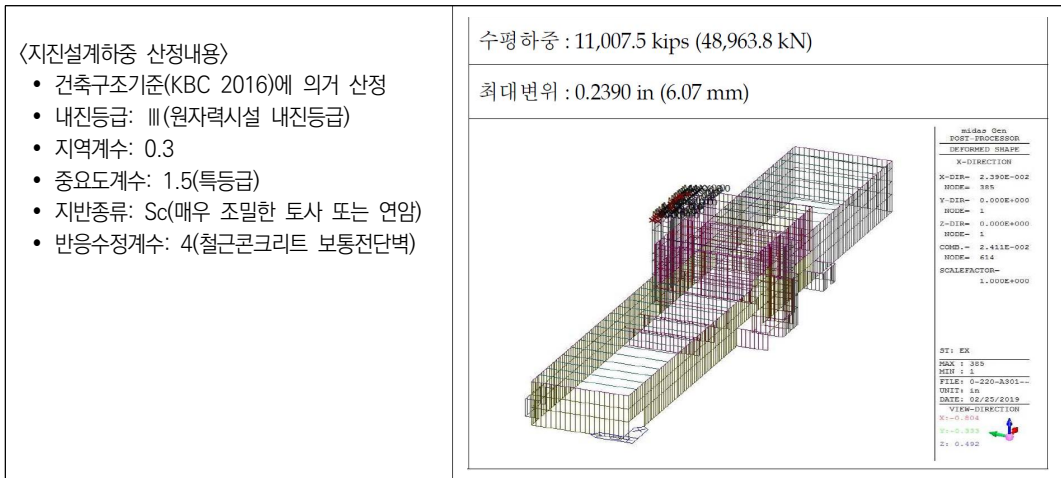 〈지진설계하중 산정내용〉
• 건축구조기준(KBC 2016)에 의거 산정
• 내진등급: Ⅲ(원자력시설 내진등급)
• 지역계수: 0.3
• 중요도계수: 1.5(특등급)
• 지반종류: Sc(매우 조밀한 토사 또는 연암)
• 반응수정계수: 4(철근콘크리트 보통전단벽)
수평하중 : 11,007.5 kips (48,963.8 kN)
최대변위 : 0.2390 in (6.07 mm)
midas Gen
POST-PROCESSOR
DEFORMED SHAPE
X-DIRECTION
X-DIR= 2.390E-002
NODE= 385
Y-DIR= 0.000E+000
NODE= 1
Z-DIR= 0.000E+000
NODE= 1
COMB.= 2.411E-002
NODE= 614
SCALEFACTOR=
1.000E+000
ST: EX
MAX : 385
MIN : 1
FILE: 0-220-A301--
UNIT: in
DATE: 02/25/2019
VIEW-DIRECTION
X:-0.804
Z: 0.492